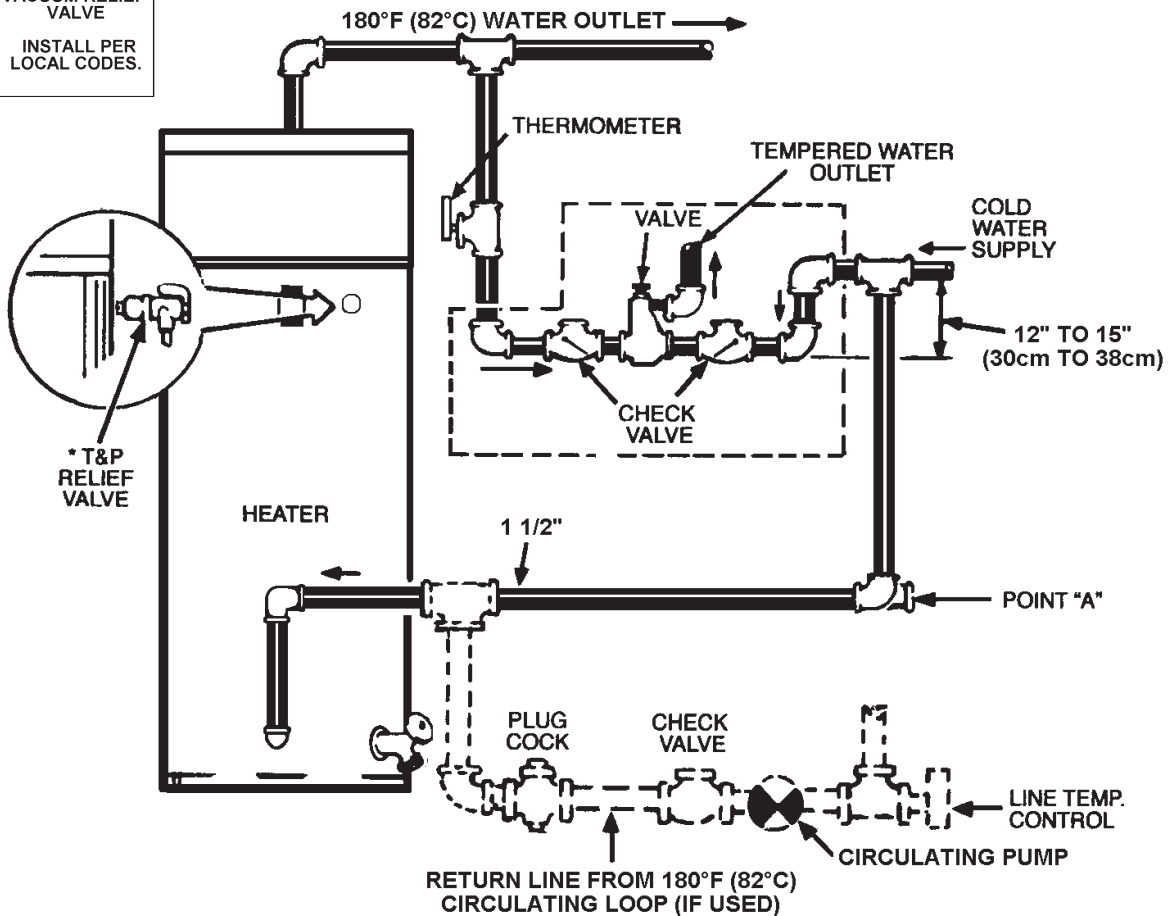 VALVE
INSTALL PER
LOCAL CODES.
180°F (82°C) WATER OUTLET
THERMOMETER
TEMPERED WATER
OUTLET
VALVE
COLD
WATER
SUPPLY
12" TO 15"
(30cm TO 38cm)
CHECK
VALVE
* T&P
RELIEF
VALVE
HEATER
1 1/2"
POINT "A"
PLUG
COCK
CHECK
VALVE
LINE TEMP.
CONTROL
CIRCULATING PUMP
RETURN LINE FROM 180°F (82°C)
CIRCULATING LOOP (IF USED)